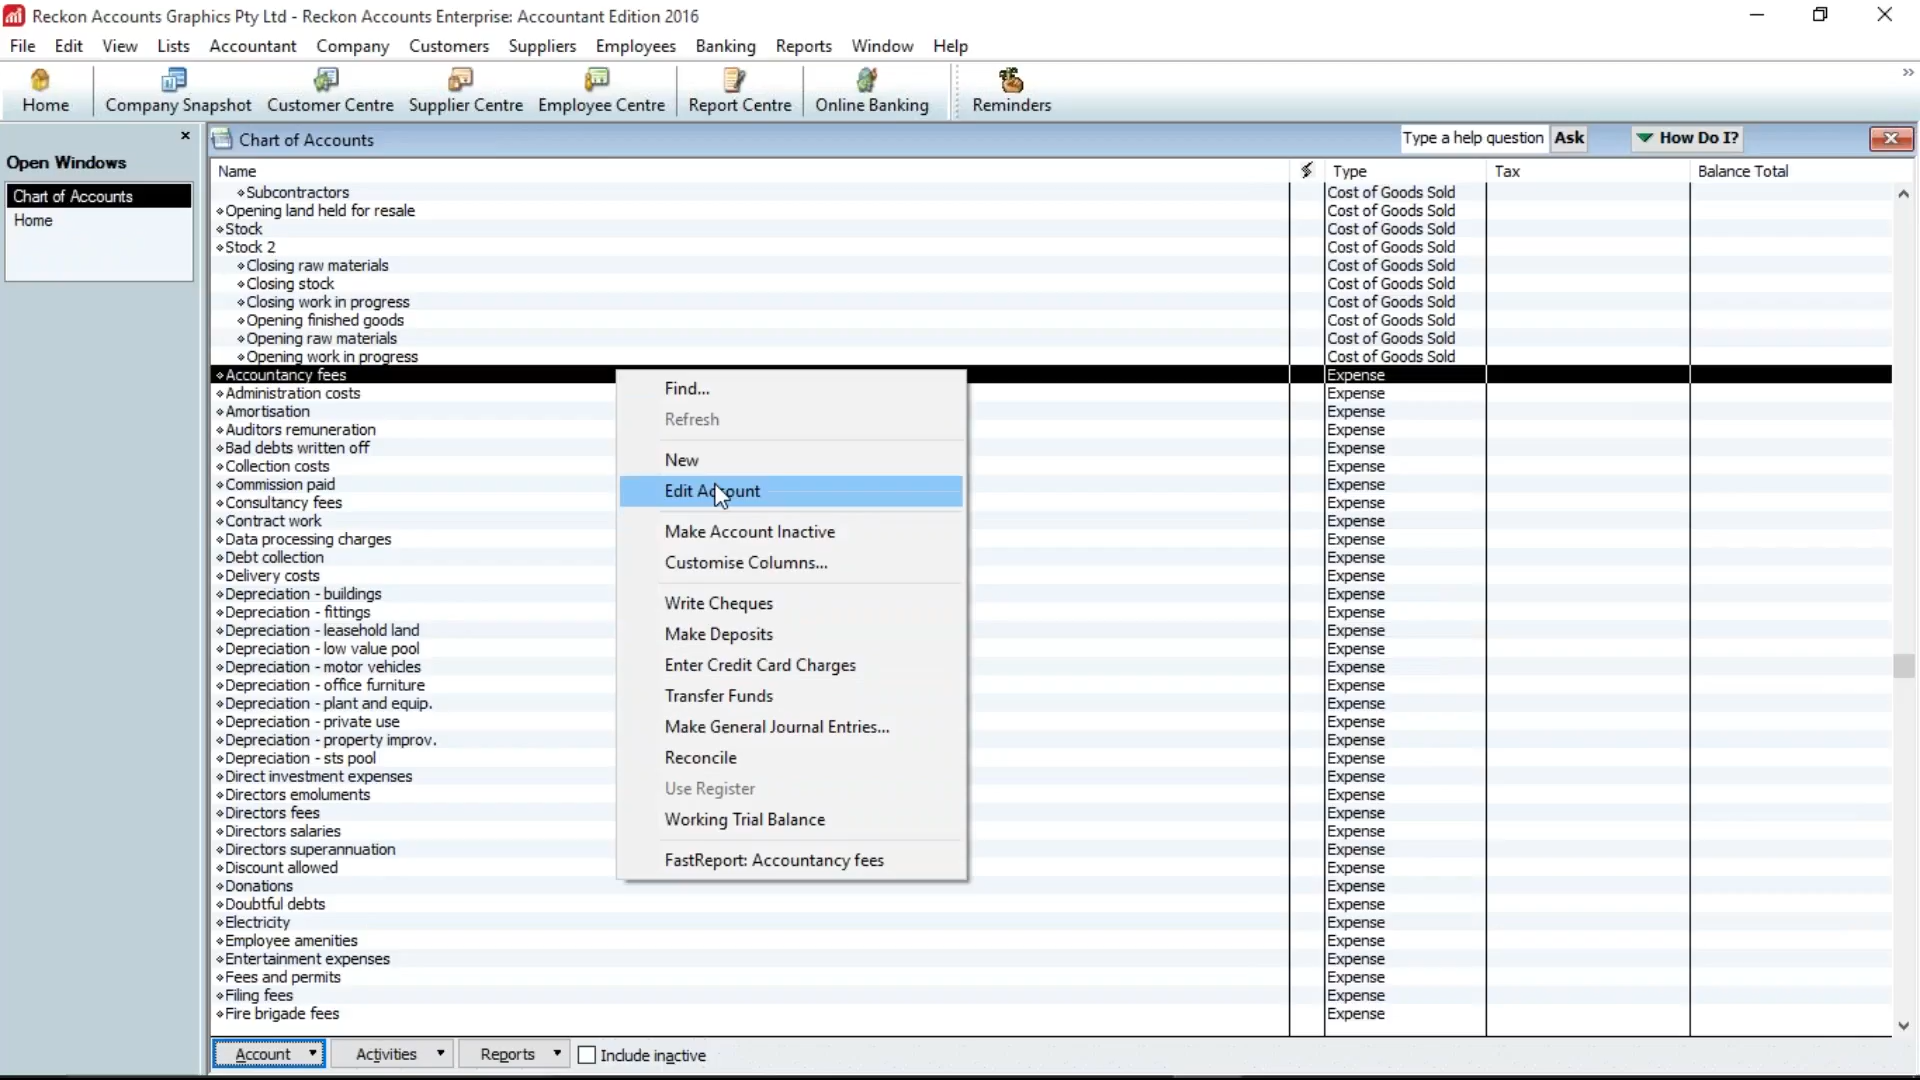 Reckon Accounts Graphics Pty Ltd - Reckon Accounts Enterprise: Accountant Edition 2016
File Edit View Lists Accountant Company Customers Suppliers Employees Banking Reports Window Help
Home Company Snapshot Customer Centre Supplier Centre Employee Centre Report Centre Online Banking Reminders
Open Windows
Chart of Accounts
Home
Chart of Accounts Type a help question Ask How Do I?
Name Type Tax Balance Total
Subcontractors Cost of Goods Sold
Opening land held for resale Cost of Goods Sold
Stock Cost of Goods Sold
Stock 2 Cost of Goods Sold
Closing raw materials Cost of Goods Sold
Closing stock Cost of Goods Sold
Closing work in progress Cost of Goods Sold
Opening finished goods Cost of Goods Sold
Opening raw materials Cost of Goods Sold
Opening work in progress Cost of Goods Sold
Accountancy fees Expense
Administration costs Expense
Amortisation Expense
Auditors remuneration Expense
Bad debts written off Expense
Collection costs Expense
Commission paid Expense
Consultancy fees Expense
Contract work Expense
Data processing charges Expense
Debt collection Expense
Delivery costs Expense
Depreciation - buildings Expense
Depreciation - fittings Expense
Depreciation - leasehold land Expense
Depreciation - low value pool Expense
Depreciation - motor vehicles Expense
Depreciation - office furniture Expense
Depreciation - plant and equip. Expense
Depreciation - private use Expense
Depreciation - property improv. Expense
Depreciation - sts pool Expense
Direct investment expenses Expense
Directors emoluments Expense
Directors fees Expense
Directors salaries Expense
Directors superannuation Expense
Discount allowed Expense
Donations Expense
Doubtful debts Expense
Electricity Expense
Employee amenities Expense
Entertainment expenses Expense
Fees and permits Expense
Filing fees Expense
Fire brigade fees Expense
Find...
Refresh
New
Edit Account
Make Account Inactive
Customise Columns...
Write Cheques
Make Deposits
Enter Credit Card Charges
Transfer Funds
Make General Journal Entries...
Reconcile
Use Register
Working Trial Balance
FastReport: Accountancy fees
Account Activities Reports Include inactive